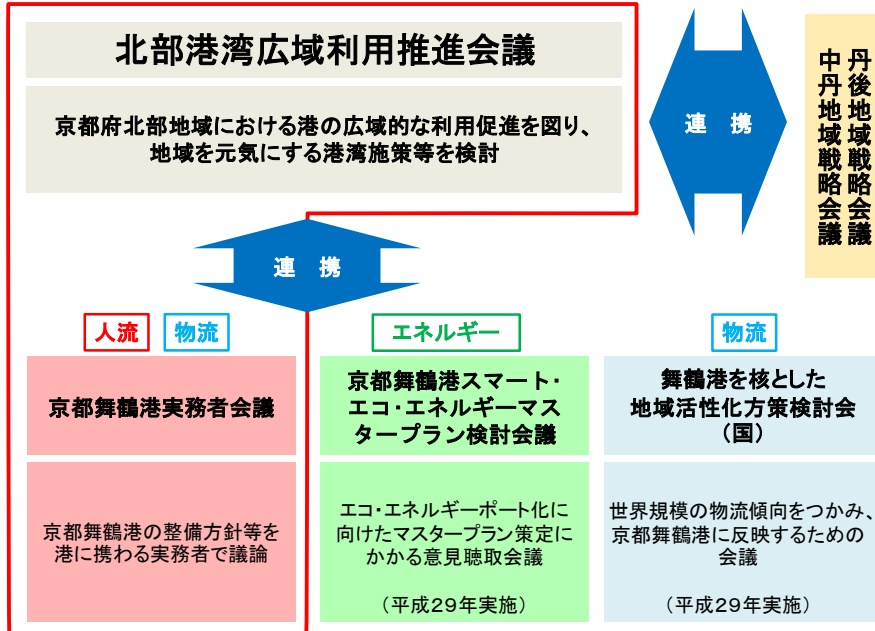 北部港湾広域利用推進会議
京都府北部地域における港の広域的な利用促進を図り、
地域を元気にする港湾施策等を検討
連 携
丹後地域戦略会議
中丹地域戦略会議
連 携
人流
物流
京都舞鶴港実務者会議
京都舞鶴港の整備方針等を
港に携わる実務者で議論
エネルギー
京都舞鶴港スマート・
エコ・エネルギーマス
タープラン検討会議
エコ・エネルギーポート化に
向けたマスタープラン策定に
かかる意見聴取会議
（平成29年実施）
物流
舞鶴港を核とした
地域活性化方策検討会
（国）
世界規模の物流傾向をつかみ、
京都舞鶴港に反映するための
会議
（平成29年実施）